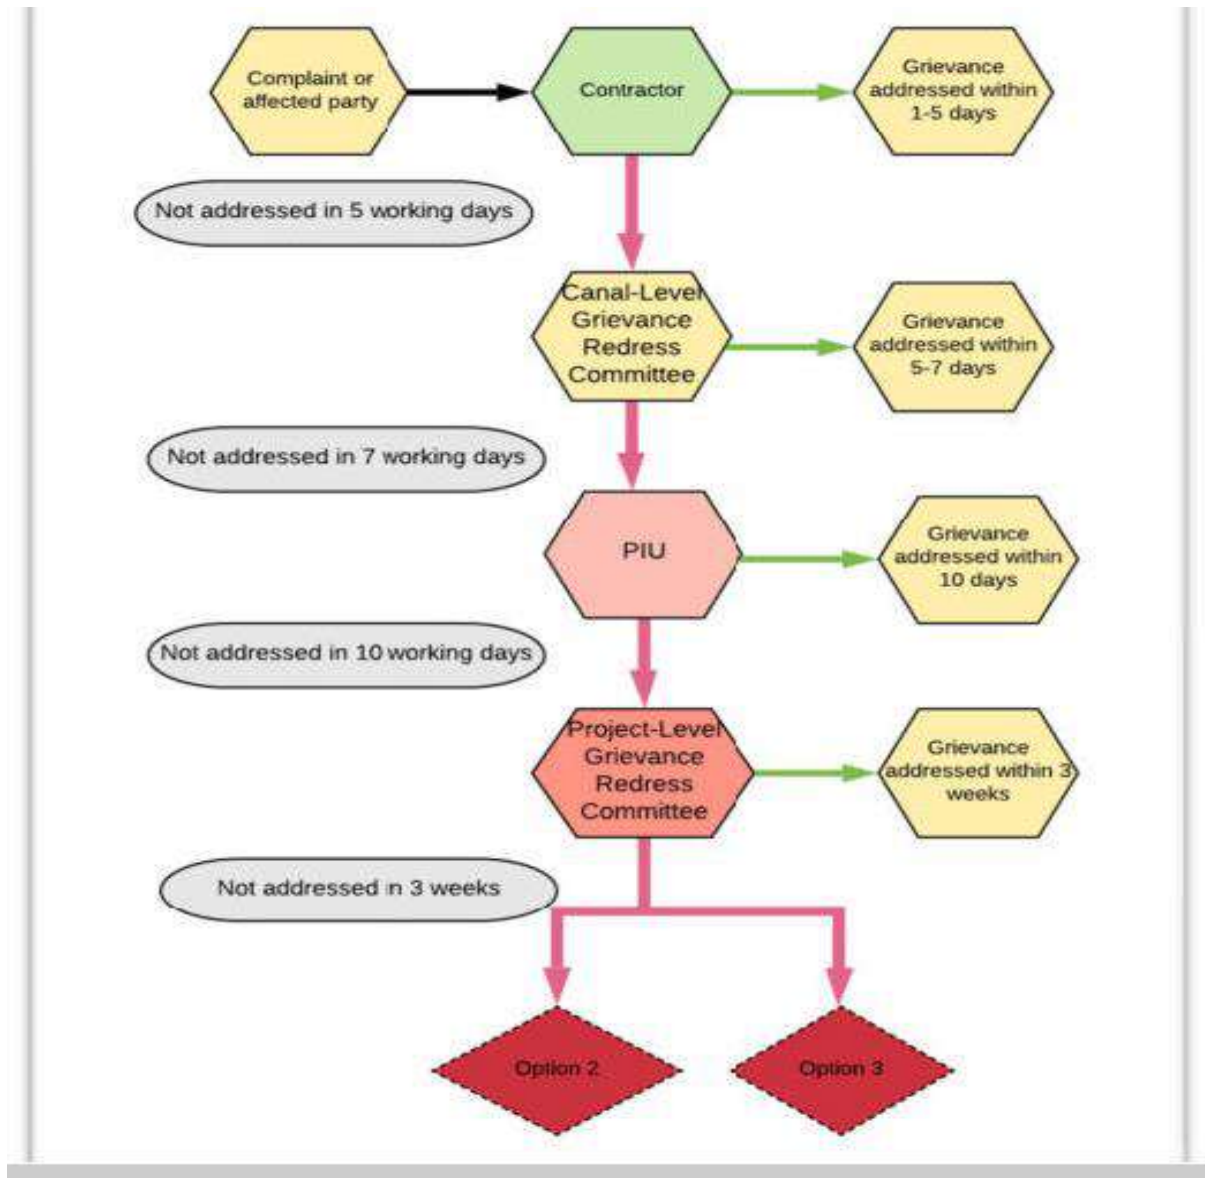 Complaint or
affected party
Contractor
Grievance
addressed within
1-5 days
Not addressed in 5 working days
Canal-Level
Grievance
Redress
Committee
Grievance
addressed within
5-7 days
Not addressed in 7 working days
PIU
Grievance
addressed within
10 days
Not addressed in 10 working days
Project-Level
Grievance
Redress
Committee
Grievance
addressed within 3
weeks
Not addressed in 3 weeks
Option 2
Option 3